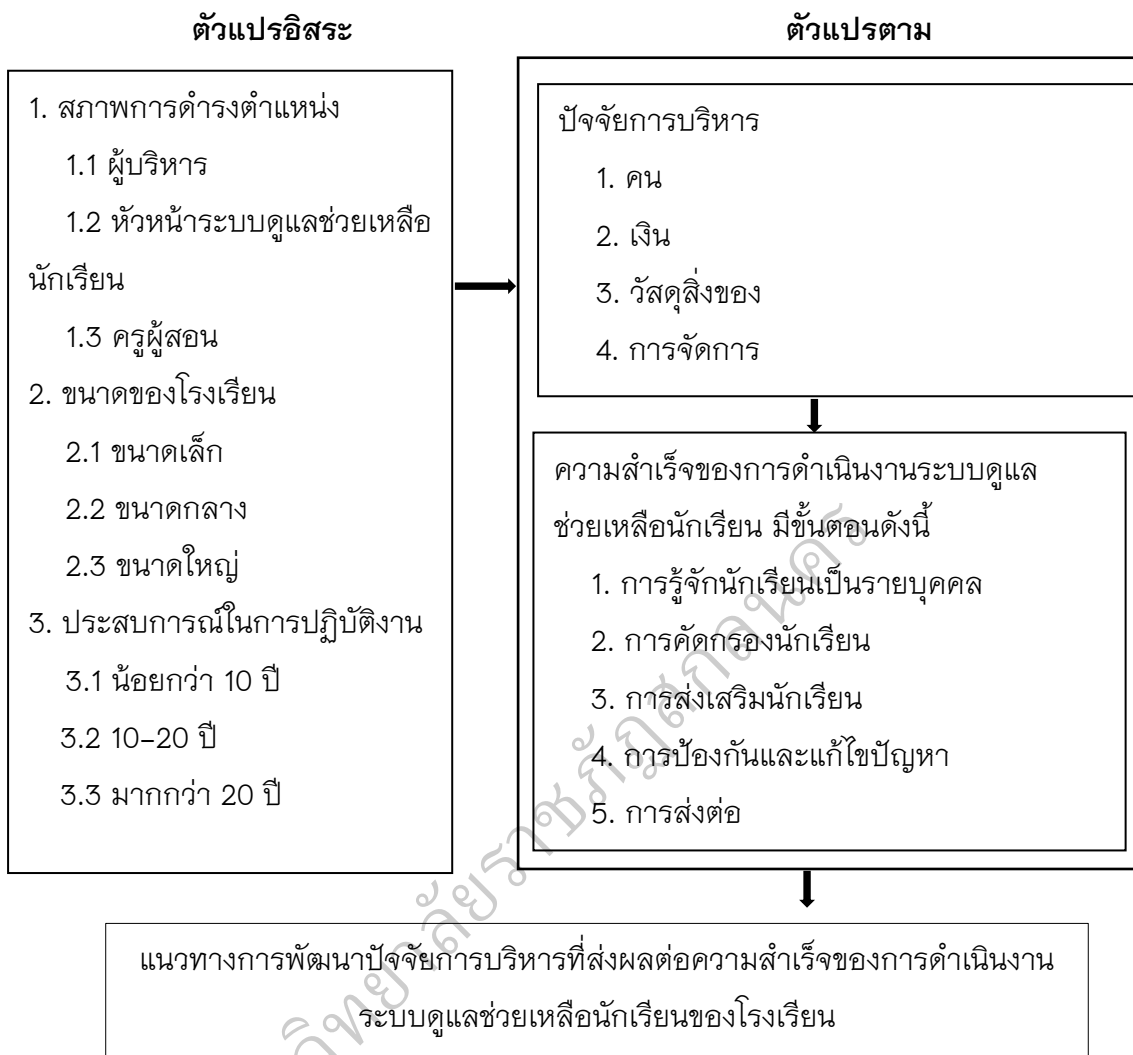 ตัวแปรอิสระ
ตัวแปรตาม
1. สภาพการดำรงตำแหน่ง
1.1 ผู้บริหาร
1.2 หัวหน้าระบบดูแลช่วยเหลือ
นักเรียน
1.3 ครูผู้สอน
2. ขนาดของโรงเรียน
2.1 ขนาดเล็ก
2.2 ขนาดกลาง
2.3 ขนาดใหญ่
3. ประสบการณ์ในการปฏิบัติงาน
3.1 น้อยกว่า 10 ปี
3.2 10–20 ปี
3.3 มากกว่า 20 ปี
ปัจจัยการบริหาร
1. คน
2. เงิน
3. วัสดุสิ่งของ
4. การจัดการ
ความสำเร็จของการดำเนินงานระบบดูแล
ช่วยเหลือนักเรียน มีขั้นตอนดังนี้
1. การรู้จักนักเรียนเป็นรายบุคคล
2. การคัดกรองนักเรียน
3. การส่งเสริมนักเรียน
4. การป้องกันและแก้ไขปัญหา
5. การส่งต่อ
แนวทางการพัฒนาปัจจัยการบริหารที่ส่งผลต่อความสำเร็จของการดำเนินงาน
ระบบดูแลช่วยเหลือนักเรียนของโรงเรียน